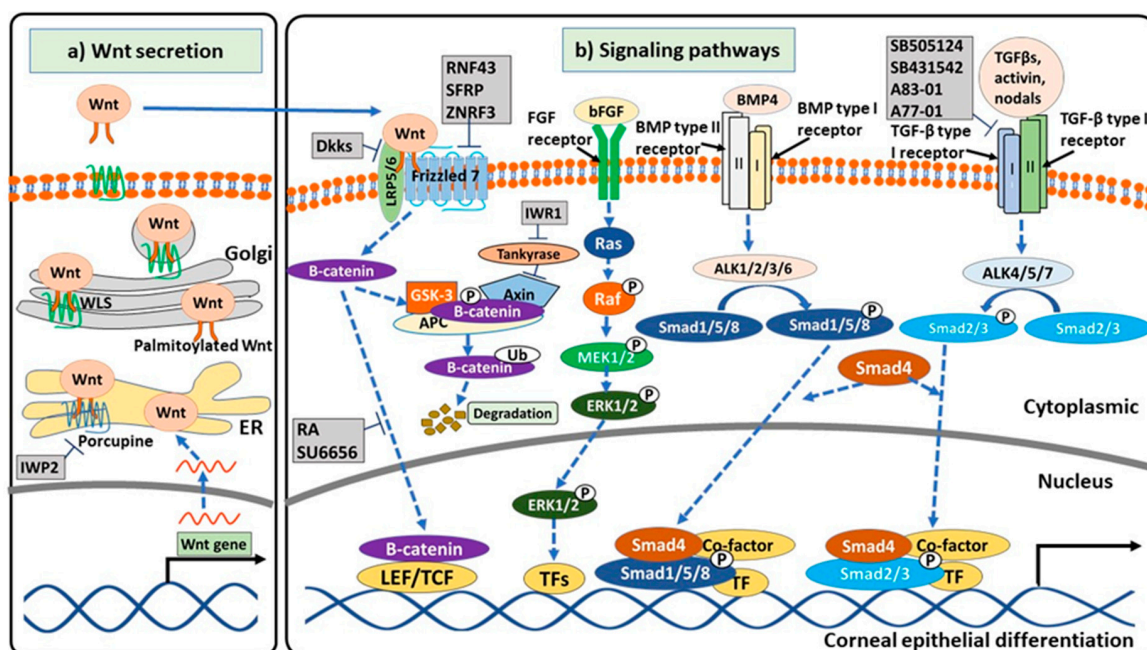 a) Wnt secretion
Wnt
Wnt
Golgi
Wnt
WLS
Wnt
Palmitoylated Wnt
Wnt
Wnt
ER
Porcupine
IWP2
Wnt gene
b) Signaling pathways
RNF43
SFRP
ZNRF3
Dkks
Wnt
LRP5/6
Frizzled 7
FGF
receptor
bFGF
BMP type II
receptor
BMP4
II
I
BMP type I
receptor
SB505124
SB431542
A83-01
A77-01
TGFβs,
activin,
nodals
TGF-β type
I receptor
I
II
TGF-β type I
receptor
IWR1
Tankyrase
B-catenin
GSK-3
P
Axin
B-catenin
APC
B-catenin
Ub
Degradation
RA
SU6656
Ras
Raf
P
MEK1/2
P
ERK1/2
P
ERK1/2
P
ALK1/2/3/6
Smad1/5/8
Smad1/5/8
P
ALK4/5/7
Smad2/3
P
Smad2/3
Smad4
Cytoplasmic
Nucleus
B-catenin
LEF/TCF
TFs
Smad4
Co-factor
P
Smad1/5/8
TF
Smad4
Co-factor
P
Smad2/3
TF
Corneal epithelial differentiation